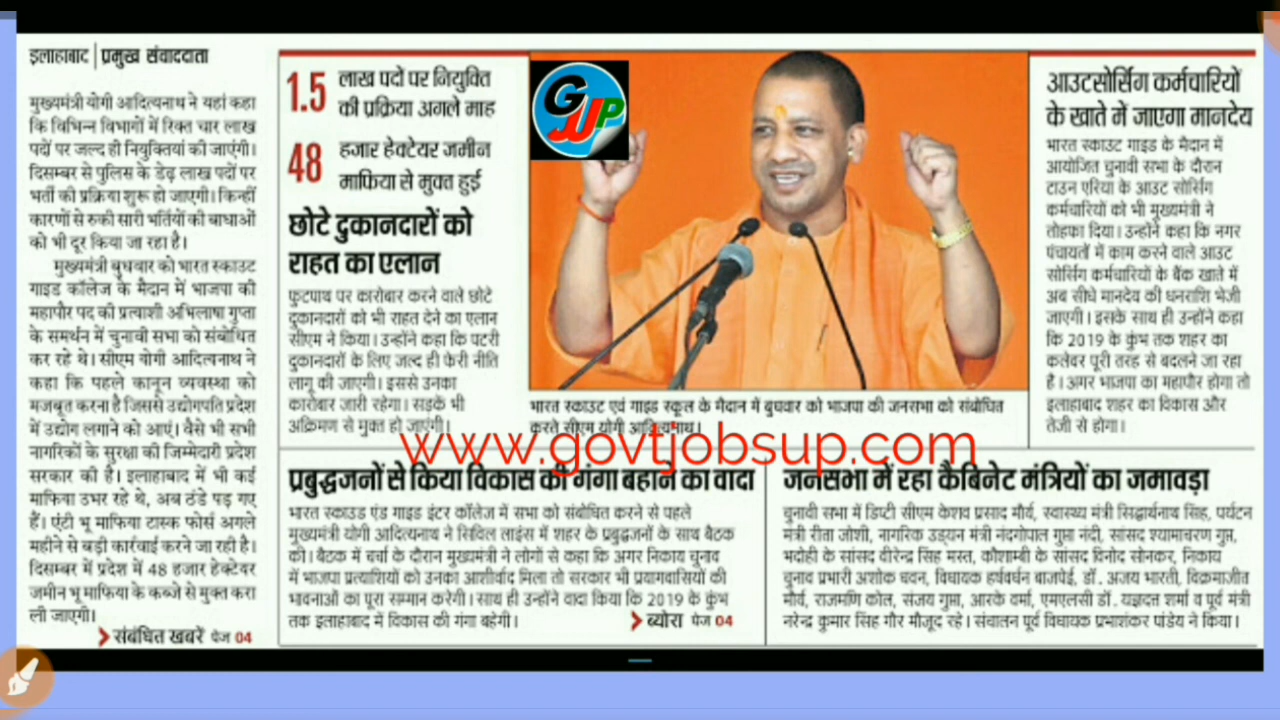 इलाहाबाद | प्रमुख संवाददाता
मुख्यमंत्री योगी आदित्यनाथ ने यहां कहा
कि विभिन्न विभागों में रिक्त चार लाख
पदों पर जल्द ही नियुक्तियां की जाएंगी।
दिसम्बर से पुलिस के डेढ़ लाख पदों पर
भर्ती की प्रक्रिया शुरू हो जाएगी। किन्हीं
कारणों से रुकी सारी भर्तियों की बाधाओं
को भी दूर किया जा रहा है।
मुख्यमंत्री बुधवार को भारत स्काउट
गाइड कॉलेज के मैदान में भाजपा की
महापौर पद की प्रत्याशी अभिलाषा गुप्ता
के समर्थन में चुनावी सभा को संबोधित
कर रहे थे। सीएम योगी आदित्यनाथ ने
कहा कि पहले कानून व्यवस्था को
मजबूत करना है जिससे उद्योगपति प्रदेश
में उद्योग लगाने को आएं। वैसे भी सभी
नागरिकों के सुरक्षा की जिम्मेदारी प्रदेश
सरकार की है। इलाहाबाद में भी कई
माफिया उभर रहे थे, अब ठंडे पड़ गए
हैं। एंटी भू माफिया टास्क फोर्स अगले
महीने से बड़ी कार्रवाई करने जा रही है।
दिसम्बर में प्रदेश में 48 हजार हेक्टेयर
जमीन भू माफिया के कब्जे से मुक्त करा
ली जाएगी।
संबंधित खबरें पेज 04
1.5 लाख पदों पर नियुक्ति
की प्रक्रिया अगले माह
48 हजार हेक्टेयर जमीन
माफिया से मुक्त हुई
छोटे दुकानदारों को
राहत का एलान
फुटपाथ पर कारोबार करने वाले छोटे
दुकानदारों को भी राहत देने का एलान
सीएम ने किया। उन्होंने कहा कि पटरी
दुकानदारों के लिए जल्द ही फेरी नीति
लागू की जाएगी। इससे उनका
कारोबार जारी रहेगा। सड़कें भी
अक्रिमण से मुक्त हो जाएंगी।
GJUP
भारत स्काउट एवं गाइड स्कूल के मैदान में बुधवार को भाजपा की जनसभा को संबोधित
करते सीएम योगी आदित्यनाथ।
आउटसोर्सिग कर्मचारियों
के खाते में जाएगा मानदेय
भारत स्काउट गाइड के मैदान में
आयोजित चुनावी सभा के दौरान
टाउन एरिया के आउट सोर्सिग
कर्मचारियों को भी मुख्यमंत्री ने
तोहफा दिया। उन्होंने कहा कि नगर
पंचायतों में काम करने वाले आउट
सोर्सिग कर्मचारियों के बैंक खाते में
अब सीधे मानदेय की धनराशि भेजी
जाएगी। इसके साथ ही उन्होंने कहा
कि 2019 के कुंभ तक शहर का
कलेवर पूरी तरह से बदलने जा रहा
है। अगर भाजपा का महापौर होगा तो
इलाहाबाद शहर का विकास और
तेजी से होगा।
www.govtjobsup.com
प्रबुद्धजनों से किया विकास की गंगा बहाने का वादा
भारत स्काउड एंड गाइड इंटर कॉलेज में सभा को संबोधित करने से पहले
मुख्यमंत्री योगी आदित्यनाथ ने सिविल लाइंस में शहर के प्रबुद्धजनों के साथ बैठक
की। बैठक में चर्चा के दौरान मुख्यमंत्री ने लोगों से कहा कि अगर निकाय चुनाव
में भाजपा प्रत्याशियों को उनका आशीर्वाद मिला तो सरकार भी प्रयागवासियों की
भावनाओं का पूरा सम्मान करेगी। साथ ही उन्होंने वादा किया कि 2019 के कुंभ
तक इलाहाबाद में विकास की गंगा बहेगी।
ब्योरा पेज 04
जनसभा में रहा कैबिनेट मंत्रियों का जमावड़ा
चुनावी सभा में डिप्टी सीएम केशव प्रसाद मौर्य, स्वास्थ्य मंत्री सिद्धार्थनाथ सिंह, पर्यटन
मंत्री रीता जोशी, नागरिक उड्यन मंत्री नंदगोपाल गुप्ता नंदी, सांसद श्यामाचरण गुप्त,
भदोही के सांसद वीरेन्द्र सिंह मस्त, कौशाम्बी के सांसद विनोद सोनकर, निकाय
चुनाव प्रभारी अशोक धवन, विधायक हर्षवर्धन बाजपेई, डॉ. अजय भारती, विक्रमाजीत
मौर्य, राजमणि कोल, संजय गुप्ता, आरके वर्मा, एमएलसी डॉ. यज्ञदत्त शर्मा व पूर्व मंत्री
नरेन्द्र कुमार सिंह गौर मौजूद रहे। संचालन पूर्व विधायक प्रभाशंकर पांडेय ने किया।